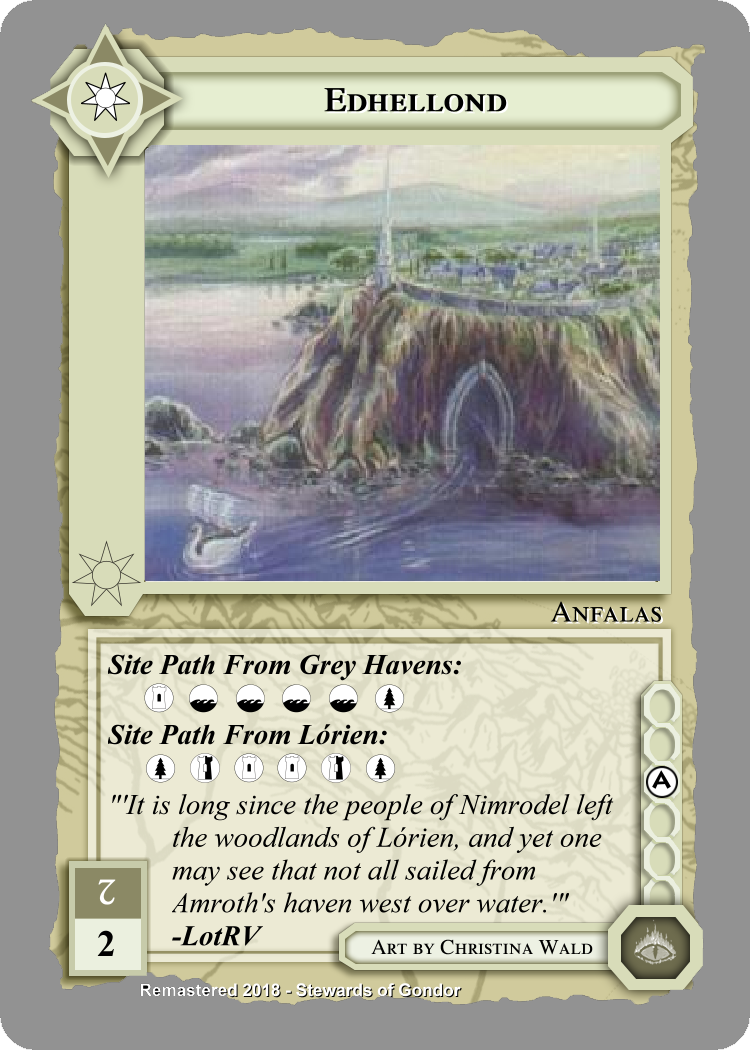 Edhellond
Anfalas
Site Path From Grey Havens:
Site Path From Lórien:
"'It is long since the people of Nimrodel left
the woodlands of Lórien, and yet one
may see that not all sailed from
Amroth's haven west over water.'"
-LotRV
A
2
2
Art by Christina Wald
Remastered 2018 - Stewards of Gondor